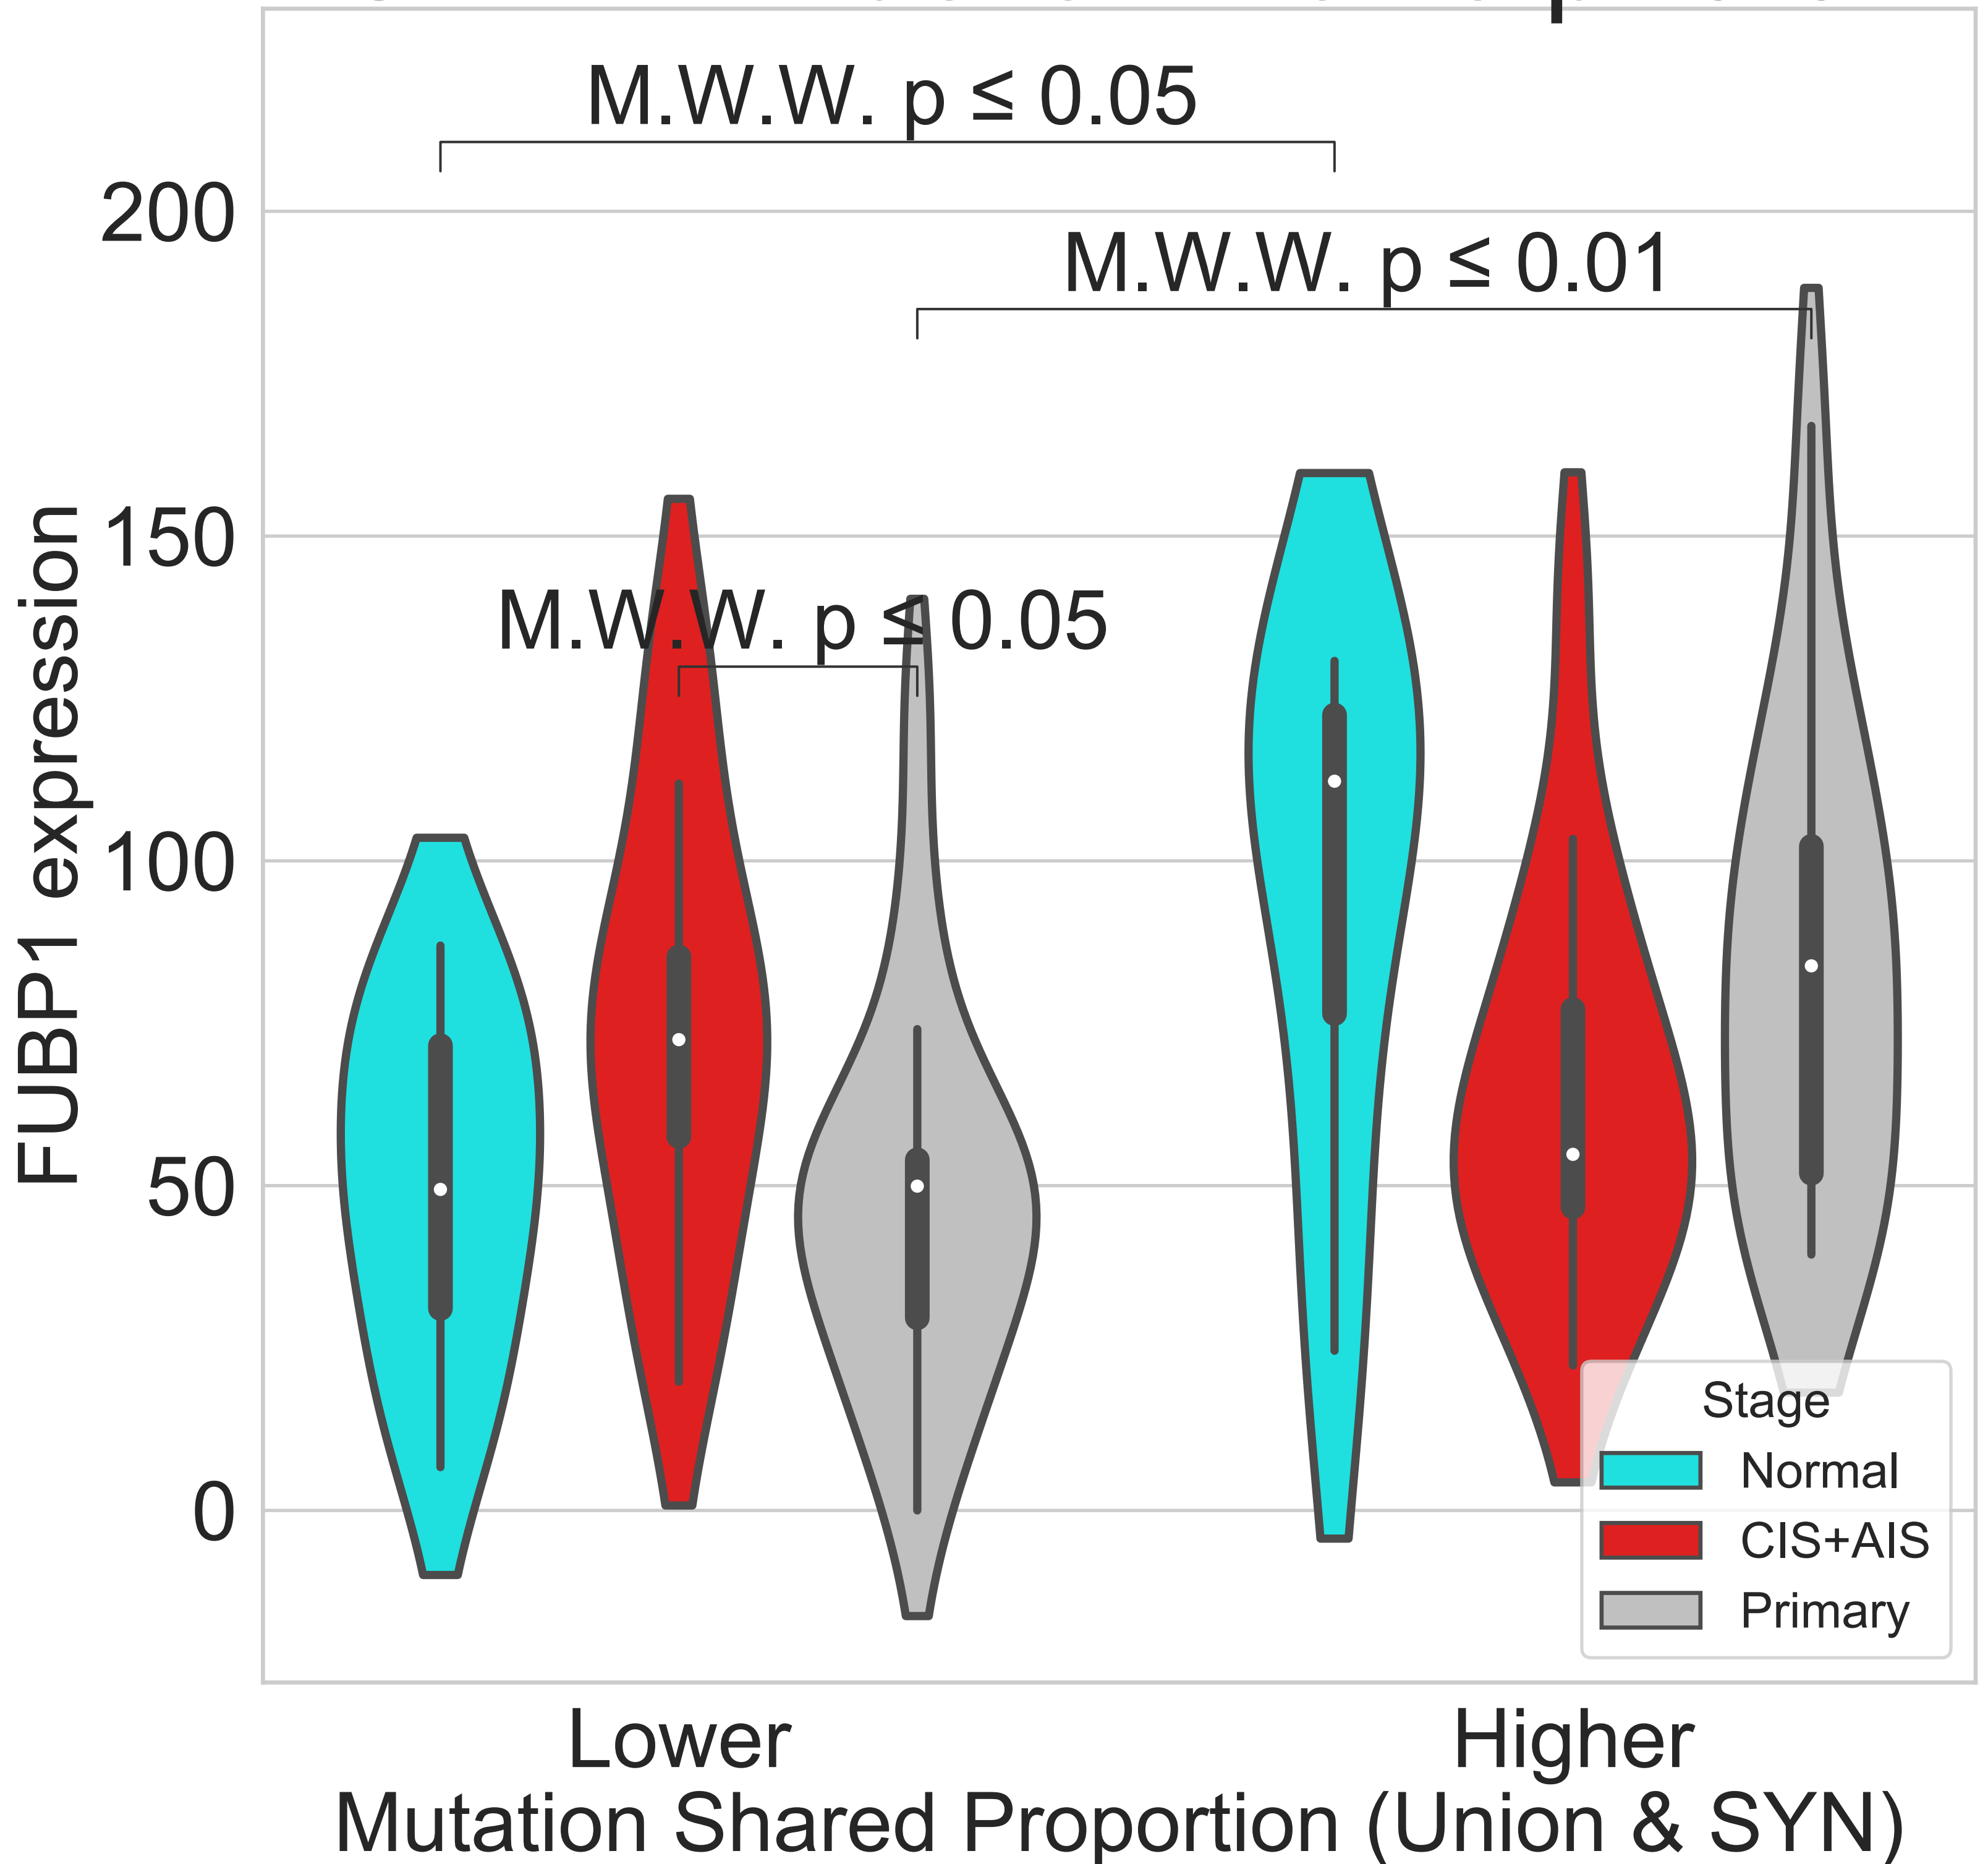 M.W.W. p ≤ 0.05
200
M.W.W. p ≤ 0.01
150
M.W.W. p ≤ 0.05
100
50
0
FUBP1 expression
Stage
Normal
CIS+AIS
Primary
Lower
Higher
Mutation Shared Proportion (Union & SYN)